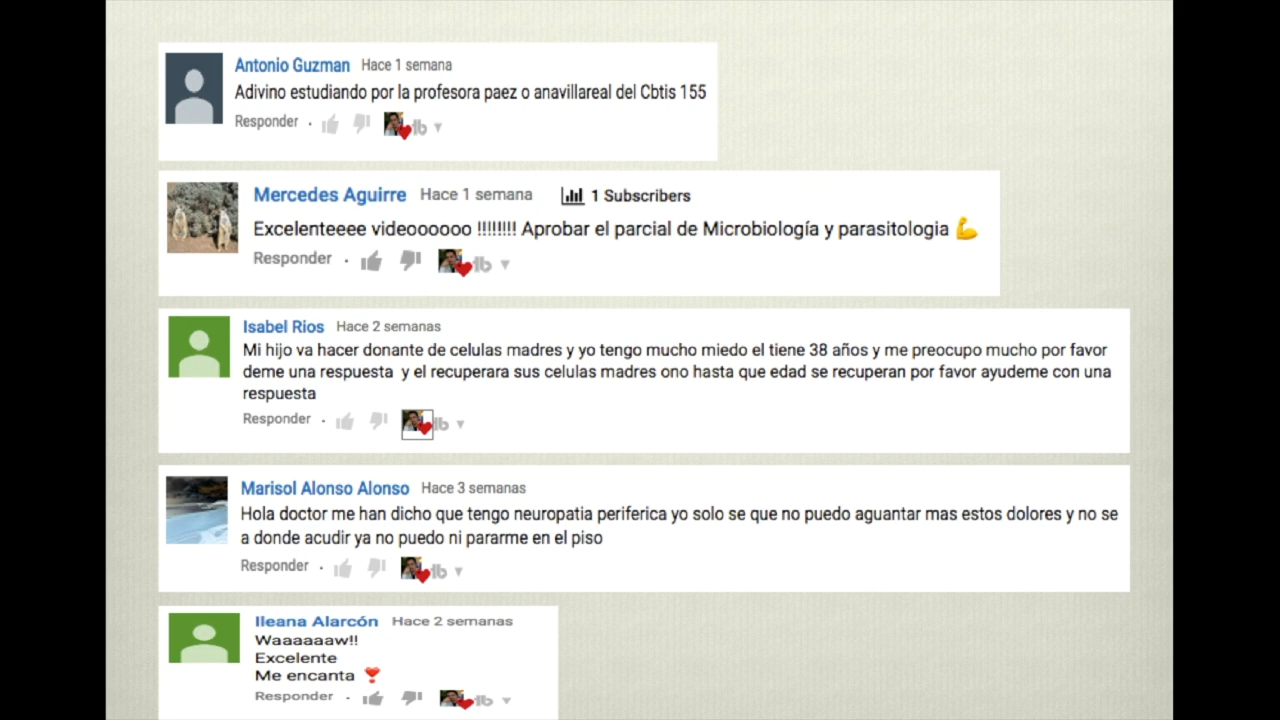 Antonio Guzman Hace 1 semana
Adivino estudiando por la profesora paez o anavillareal del Cbtis 155
Responder ·
Mercedes Aguirre Hace 1 semana 1 Subscribers
Excelenteeee videoooooo !!!!!!!! Aprobar el parcial de Microbiología y parasitologia 💪
Responder ·
Isabel Rios Hace 2 semanas
Mi hijo va hacer donante de celulas madres y yo tengo mucho miedo el tiene 38 años y me preocupo mucho por favor
deme una respuesta y el recuperara sus celulas madres ono hasta que edad se recuperan por favor ayudeme con una
respuesta
Responder ·
Marisol Alonso Alonso Hace 3 semanas
Hola doctor me han dicho que tengo neuropatia periferica yo solo se que no puedo aguantar mas estos dolores y no se
a donde acudir ya no puedo ni pararme en el piso
Responder ·
Ileana Alarcón Hace 2 semanas
Waaaaaaw!!
Excelente
Me encanta ❣
Responder ·